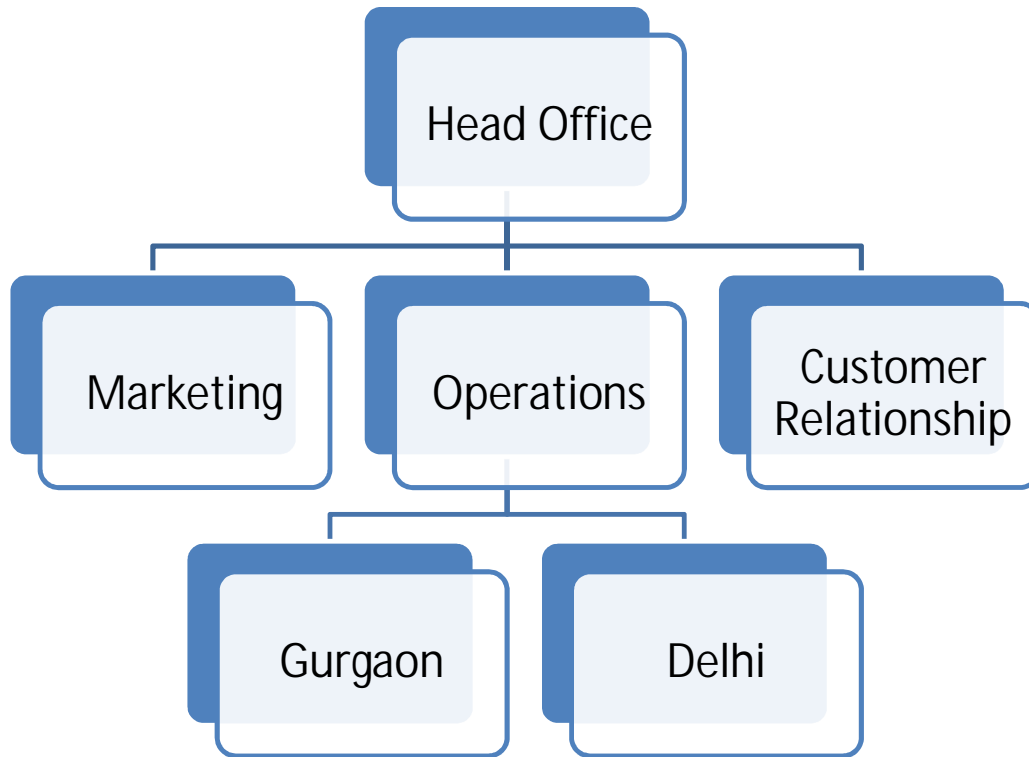 Head Office
Marketing
Operations
Customer
Relationship
Gurgaon
Delhi